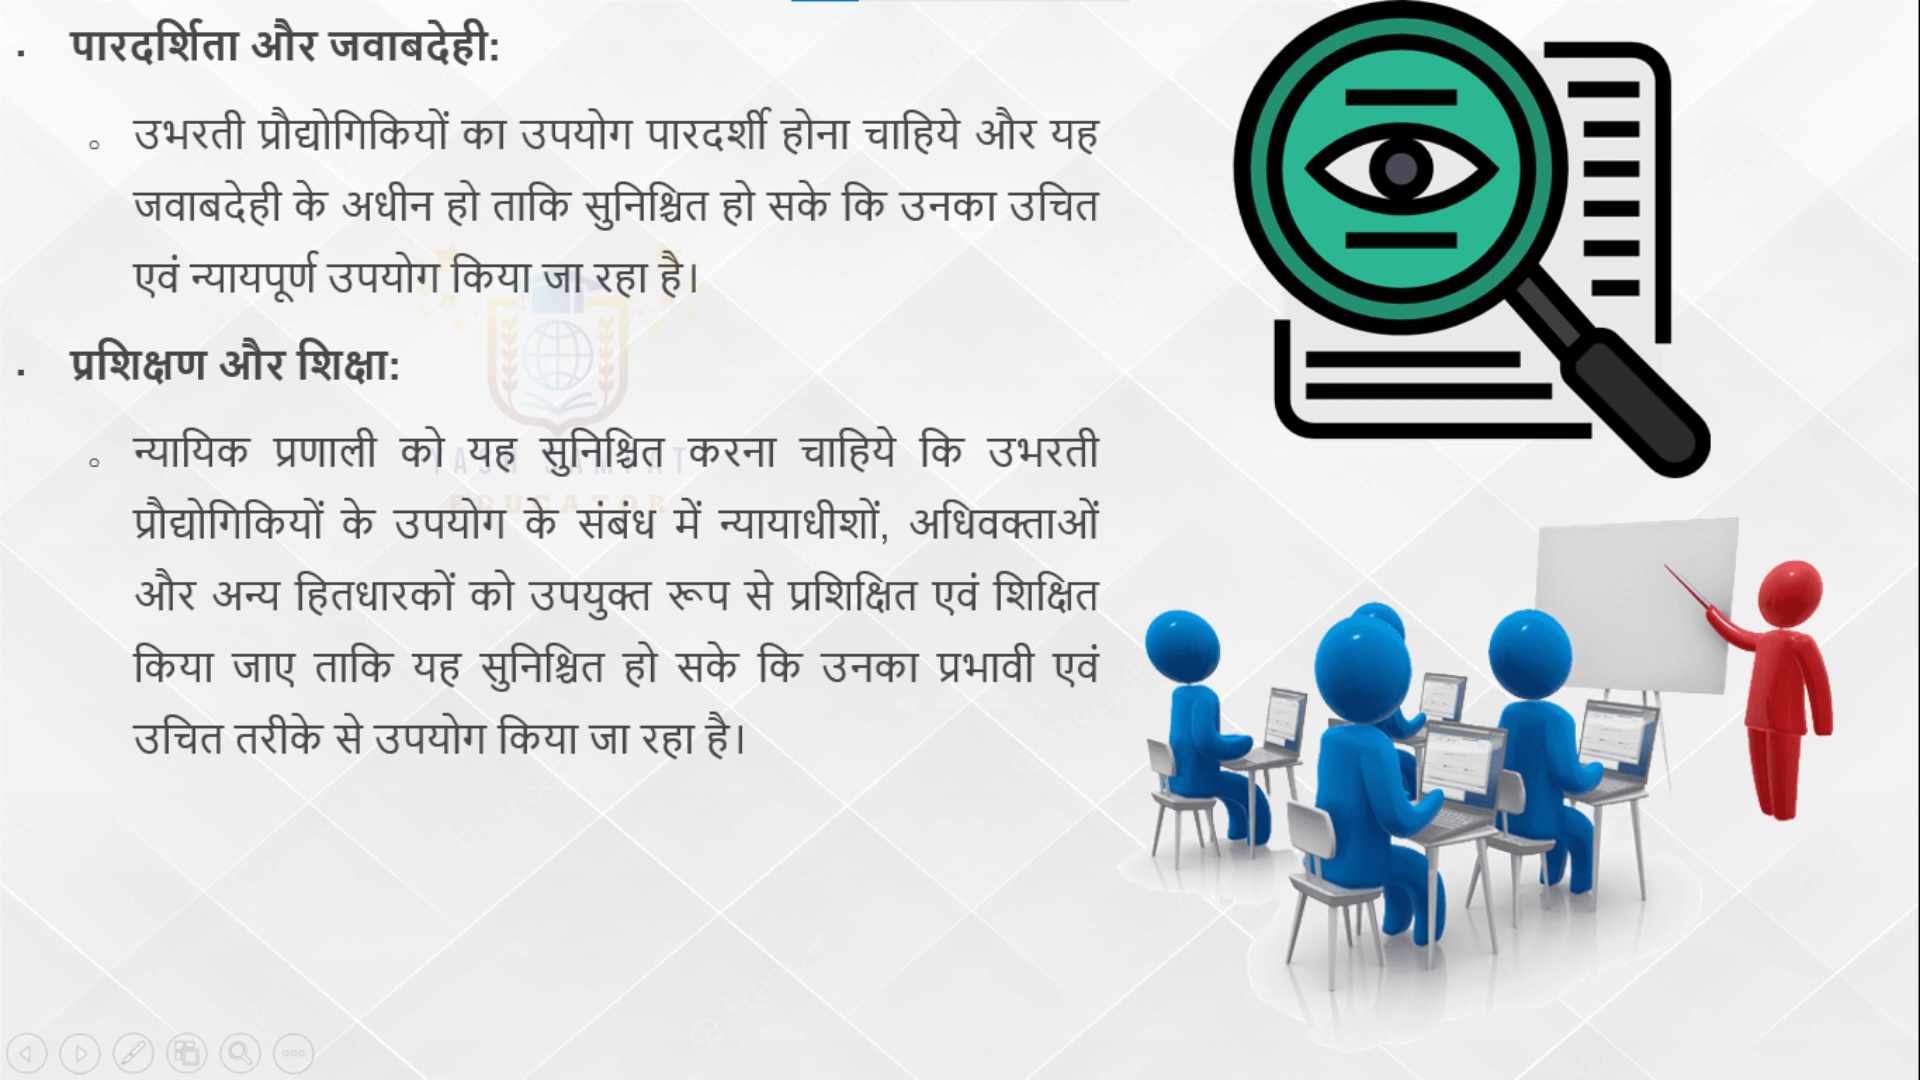 • पारदर्शिता और जवाबदेही:
○ उभरती प्रौद्योगिकियों का उपयोग पारदर्शी होना चाहिये और यह
जवाबदेही के अधीन हो ताकि सुनिश्चित हो सके कि उनका उचित
एवं न्यायपूर्ण उपयोग किया जा रहा है।
• प्रशिक्षण और शिक्षा:
○ न्यायिक प्रणाली को यह सुनिश्चित करना चाहिये कि उभरती
प्रौद्योगिकियों के उपयोग के संबंध में न्यायाधीशों, अधिवक्ताओं
और अन्य हितधारकों को उपयुक्त रूप से प्रशिक्षित एवं शिक्षित
किया जाए ताकि यह सुनिश्चित हो सके कि उनका प्रभावी एवं
उचित तरीके से उपयोग किया जा रहा है।
EDUCATOR